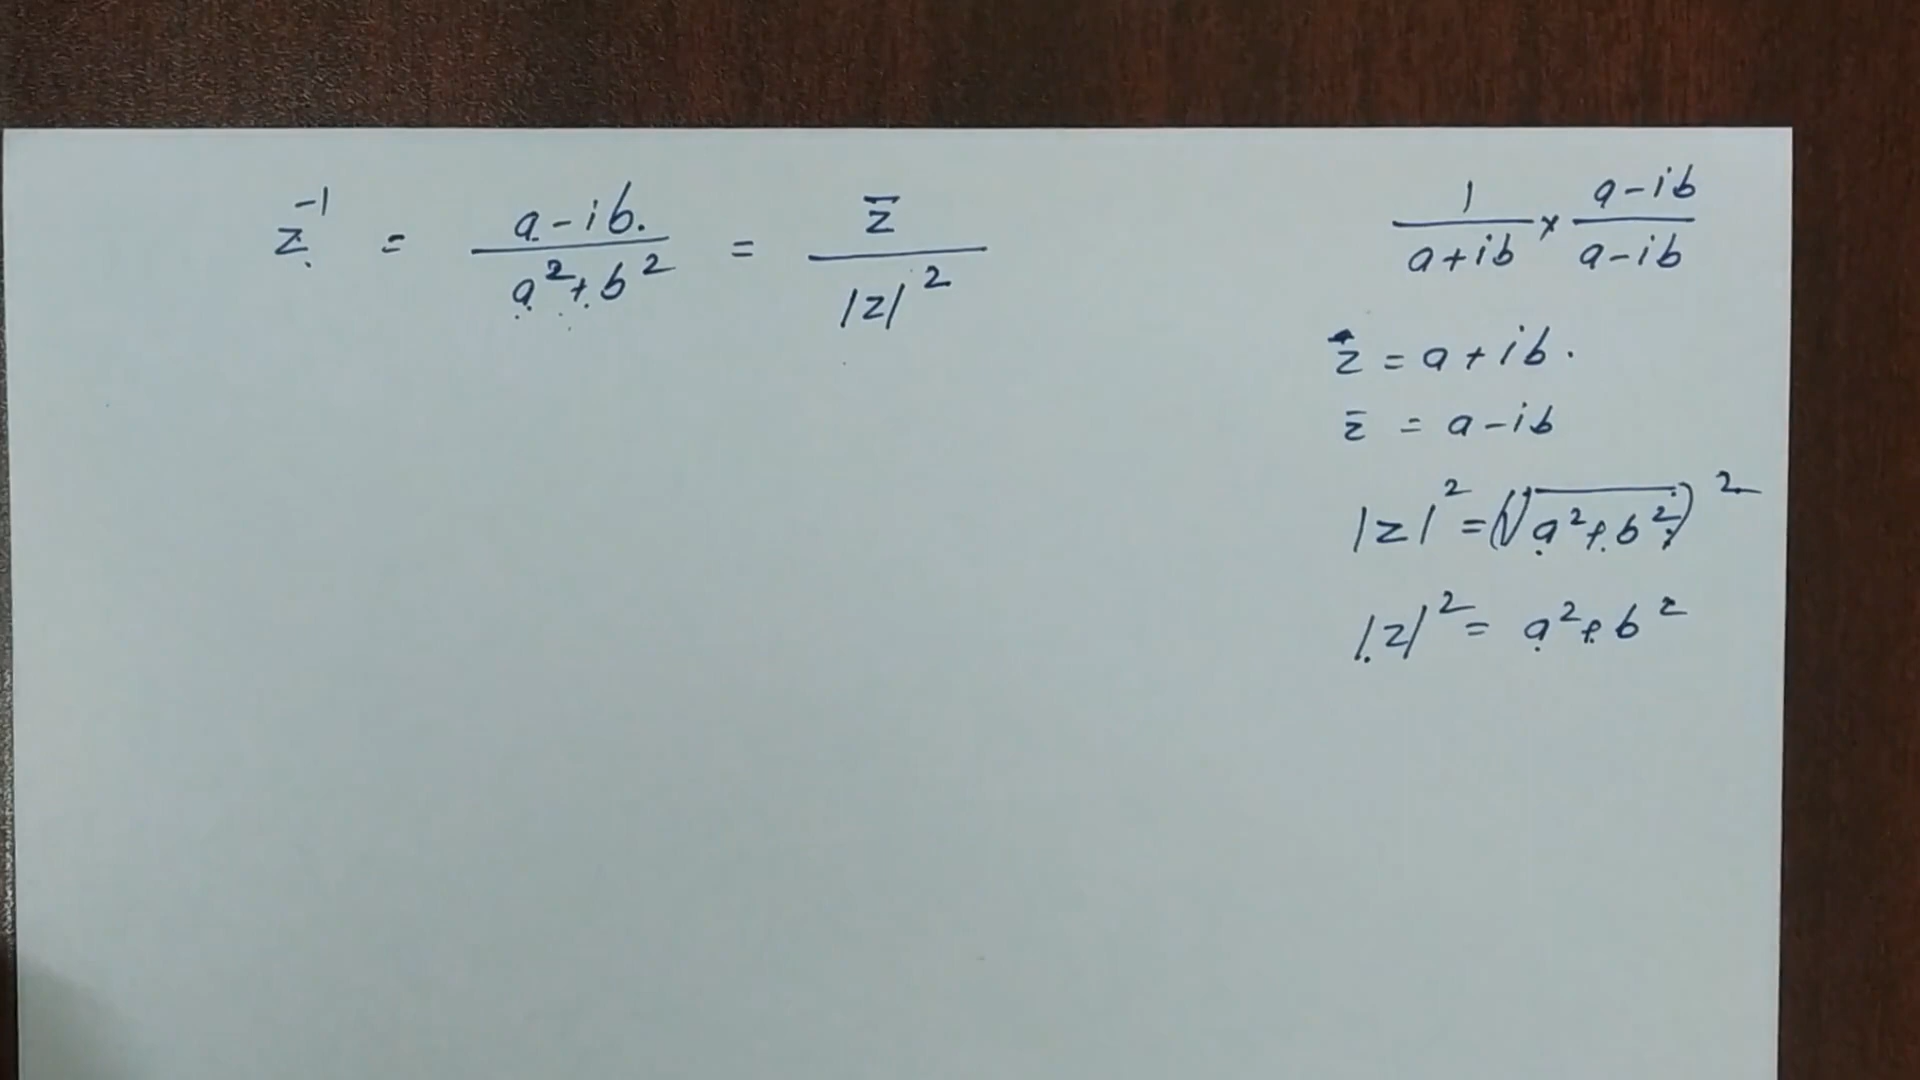 z⁻¹ = (a-ib.)/(a²+b²) = z̄/|z|²
1/(a+ib) × (a-ib)/(a-ib)
z = a+ib.
z̄ = a-ib
|z|² = (√(a²+b²))²
|z|² = a²+b²